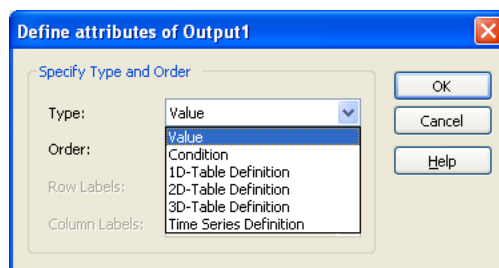 Define attributes of Output1
Specify Type and Order
Type:
Value
Value
Condition
1D-Table Definition
2D-Table Definition
3D-Table Definition
Time Series Definition
Order:
Row Labels:
Column Labels:
OK
Cancel
Help